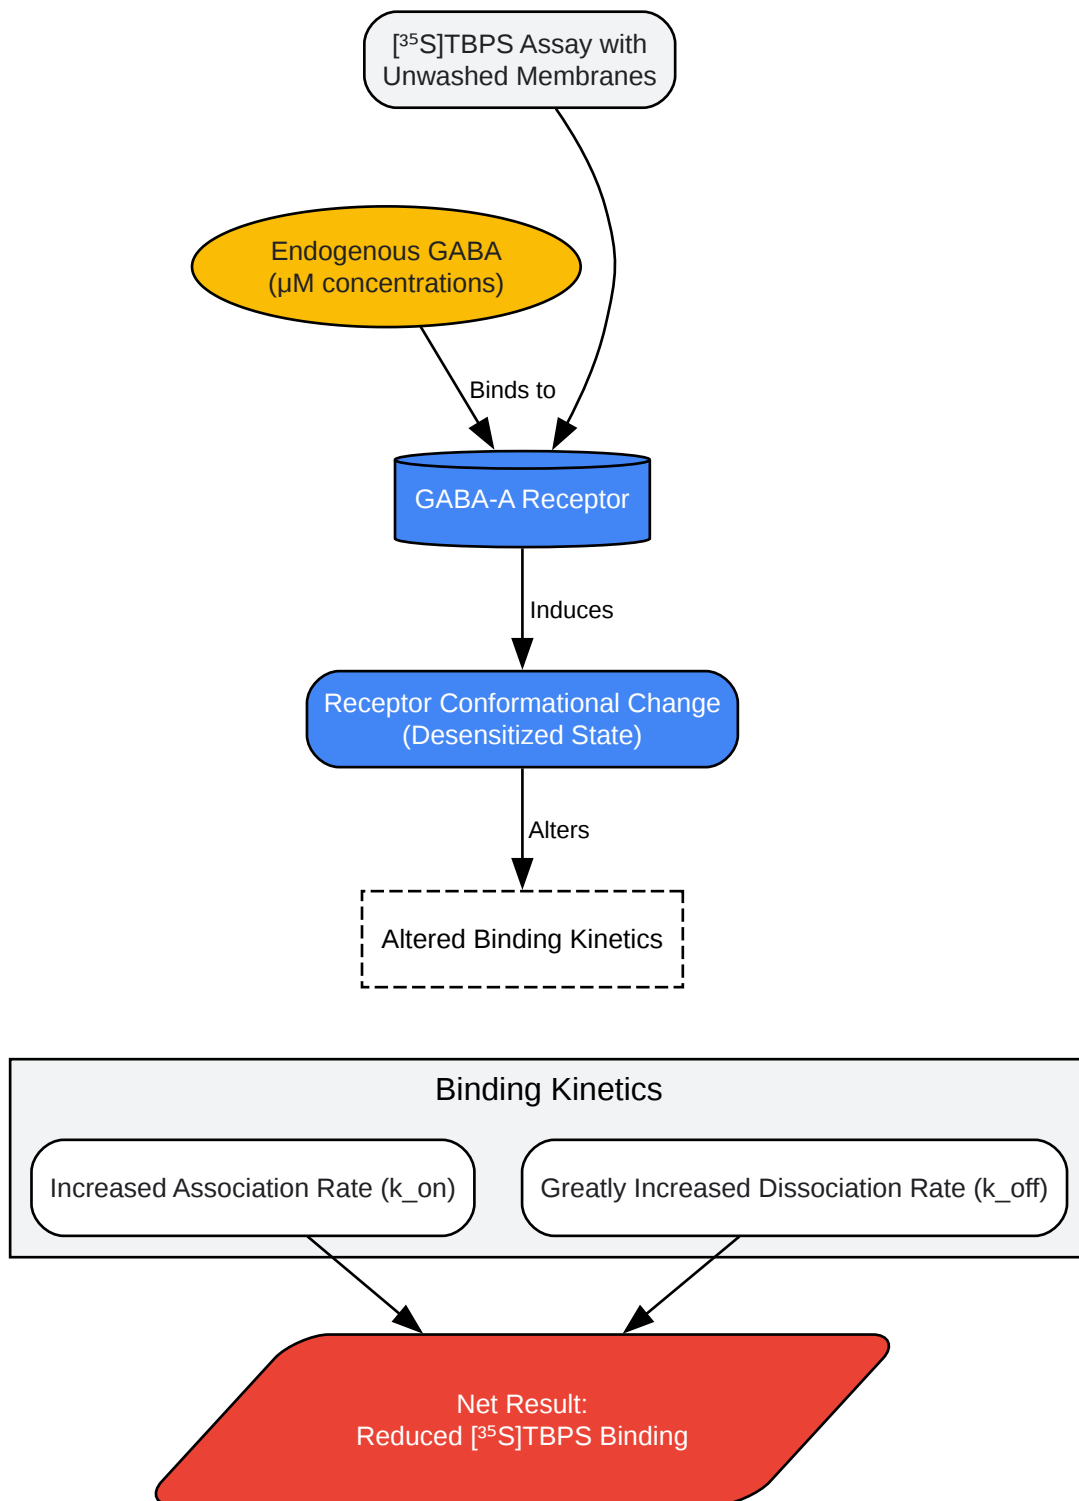 [³⁵S]TBPS Assay with
Unwashed Membranes
Endogenous GABA
(μM concentrations)
Binds to
GABA-A Receptor
Induces
Receptor Conformational Change
(Desensitized State)
Alters
Altered Binding Kinetics
Binding Kinetics
Increased Association Rate (k_on)
Greatly Increased Dissociation Rate (k_off)
Net Result:
Reduced [³⁵S]TBPS Binding